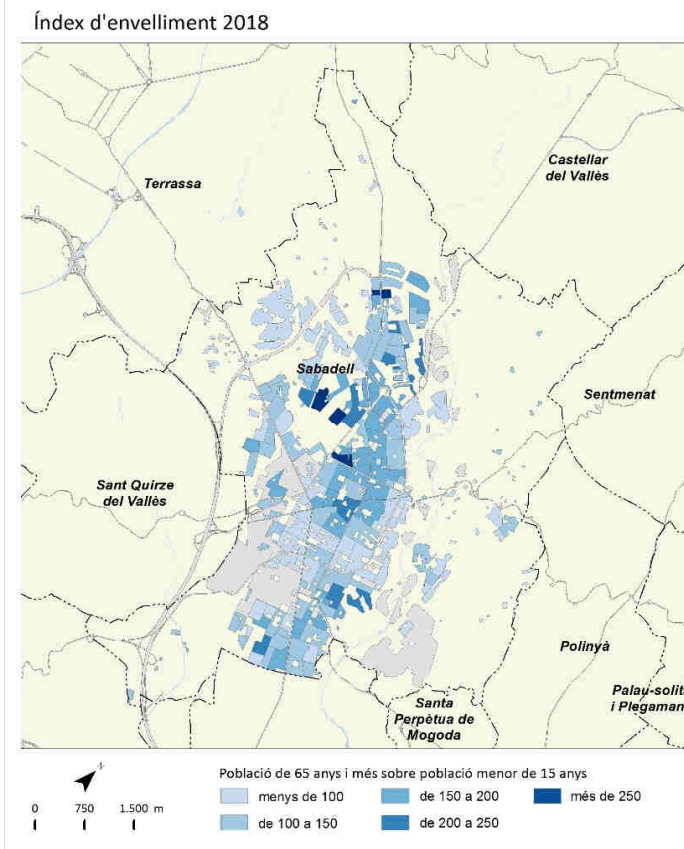 Índex d'envelliment 2018
Castellar
del Vallès
Terrassa
Sabadell
Sentmenat
Sant Quirze
del Vallès
Polinyà
Palau-solit
i Plegaman
Santa
Perpètua de
Mogoda
N
Població de 65 anys i més sobre població menor de 15 anys
0 750 1.500 m
menys de 100
de 150 a 200
més de 250
de 100 a 150
de 200 a 250